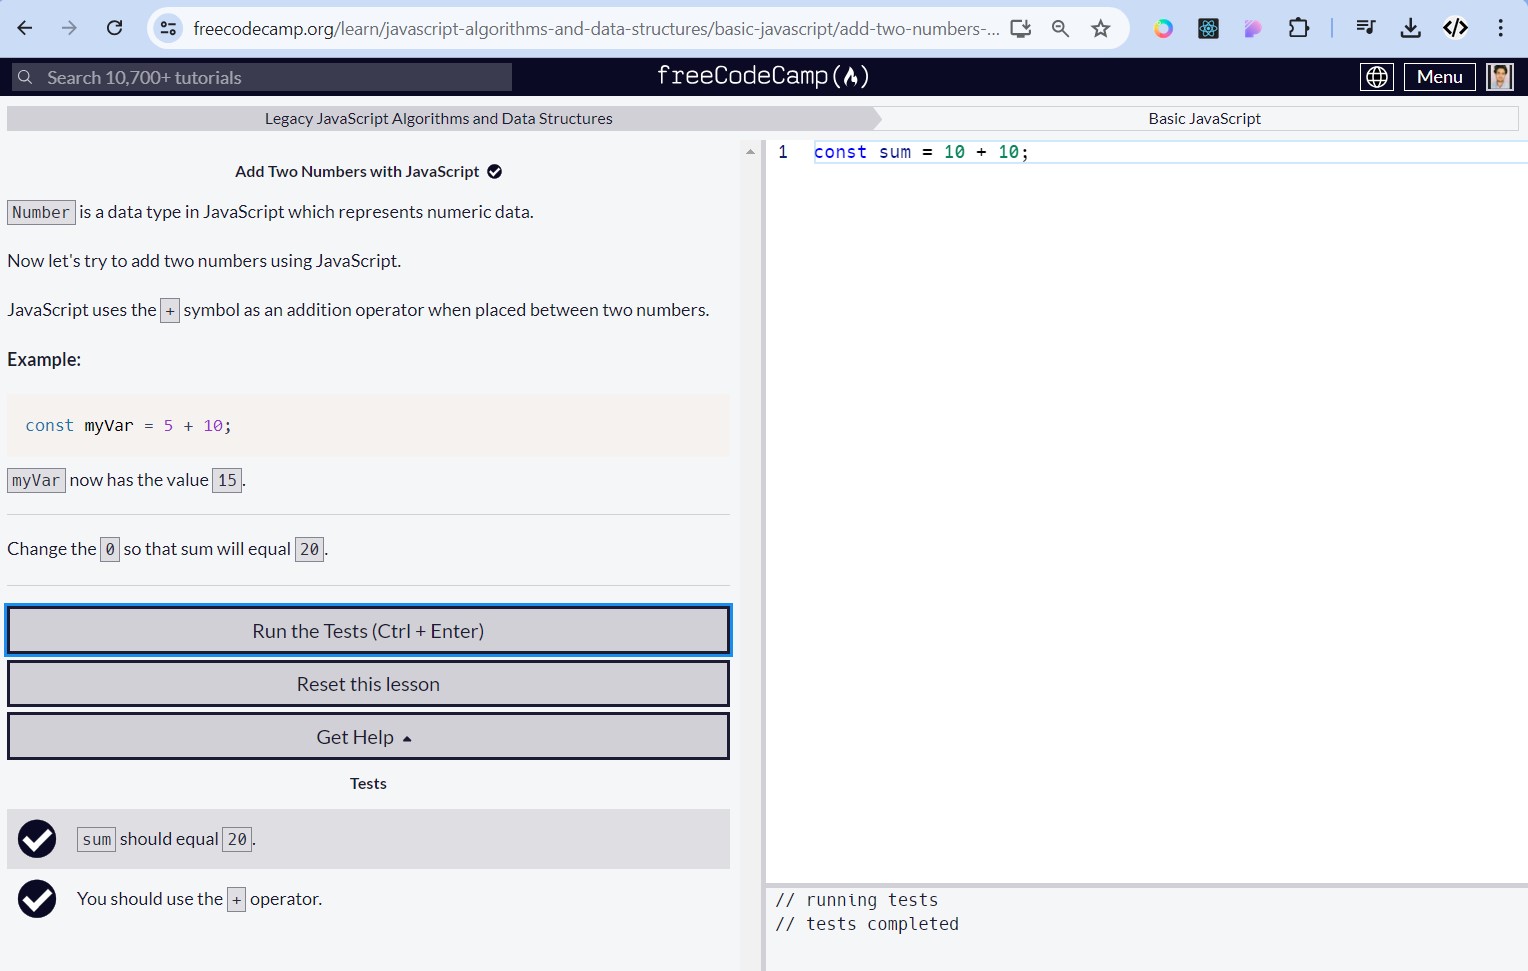 freecodecamp.org/learn/javascript-algorithms-and-data-structures/basic-javascript/add-two-numbers-...
Search 10,700+ tutorials
freeCodeCamp
Menu
Legacy JavaScript Algorithms and Data Structures
Basic JavaScript
Add Two Numbers with JavaScript
Number is a data type in JavaScript which represents numeric data.
Now let's try to add two numbers using JavaScript.
JavaScript uses the + symbol as an addition operator when placed between two numbers.
Example:
const myVar = 5 + 10;
myVar now has the value 15.
Change the 0 so that sum will equal 20.
Run the Tests (Ctrl + Enter)
Reset this lesson
Get Help
Tests
sum should equal 20.
You should use the + operator.
1 const sum = 10 + 10;
// running tests
// tests completed